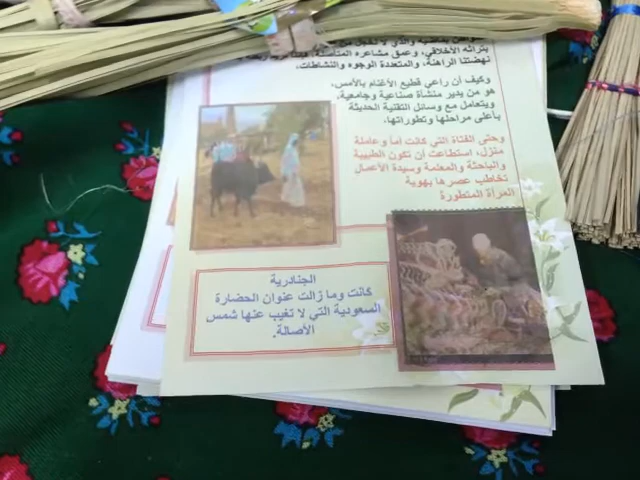 بتراثه الأخلاقي، وعمق مشاعره المتأصلة
نهضتنا الراهنة، والمتعددة الوجوه والنشاطات.
وكيف أن راعي قطيع الأغنام بالأمس،
هو من يدير منشأة صناعية وجامعية،
ويتعامل مع وسائل التقنية الحديثة
بأعلى مراحلها وتطوراتها.
وحتى الفتاة التي كانت أماً وعاملة
منزل، استطاعت أن تكون الطبيبة
والباحثة والمعلمة وسيدة الأعمال
تخاطب عصرها بهوية
المرأة المتطورة
الجنادرية
كانت وما زالت عنوان الحضارة
السعودية التي لا تغيب عنها شمس
الأصالة.